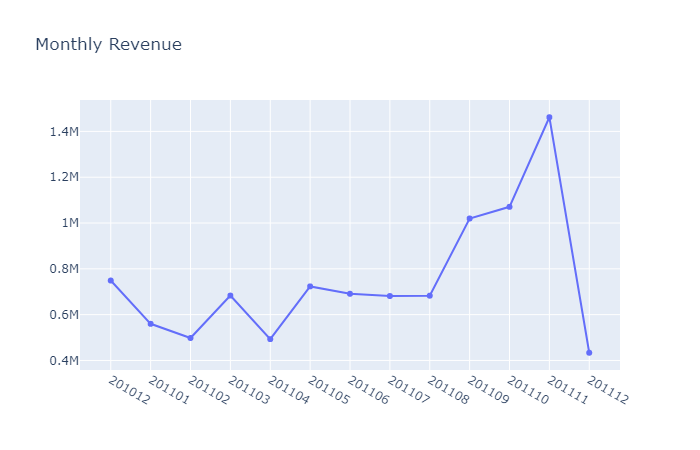 Monthly Revenue
1.4M
1.2M
1M
0.8M
0.6M
0.4M
201012
201101
201102
201103
201104
201105
201106
201107
201108
201109
201110
201111
201112